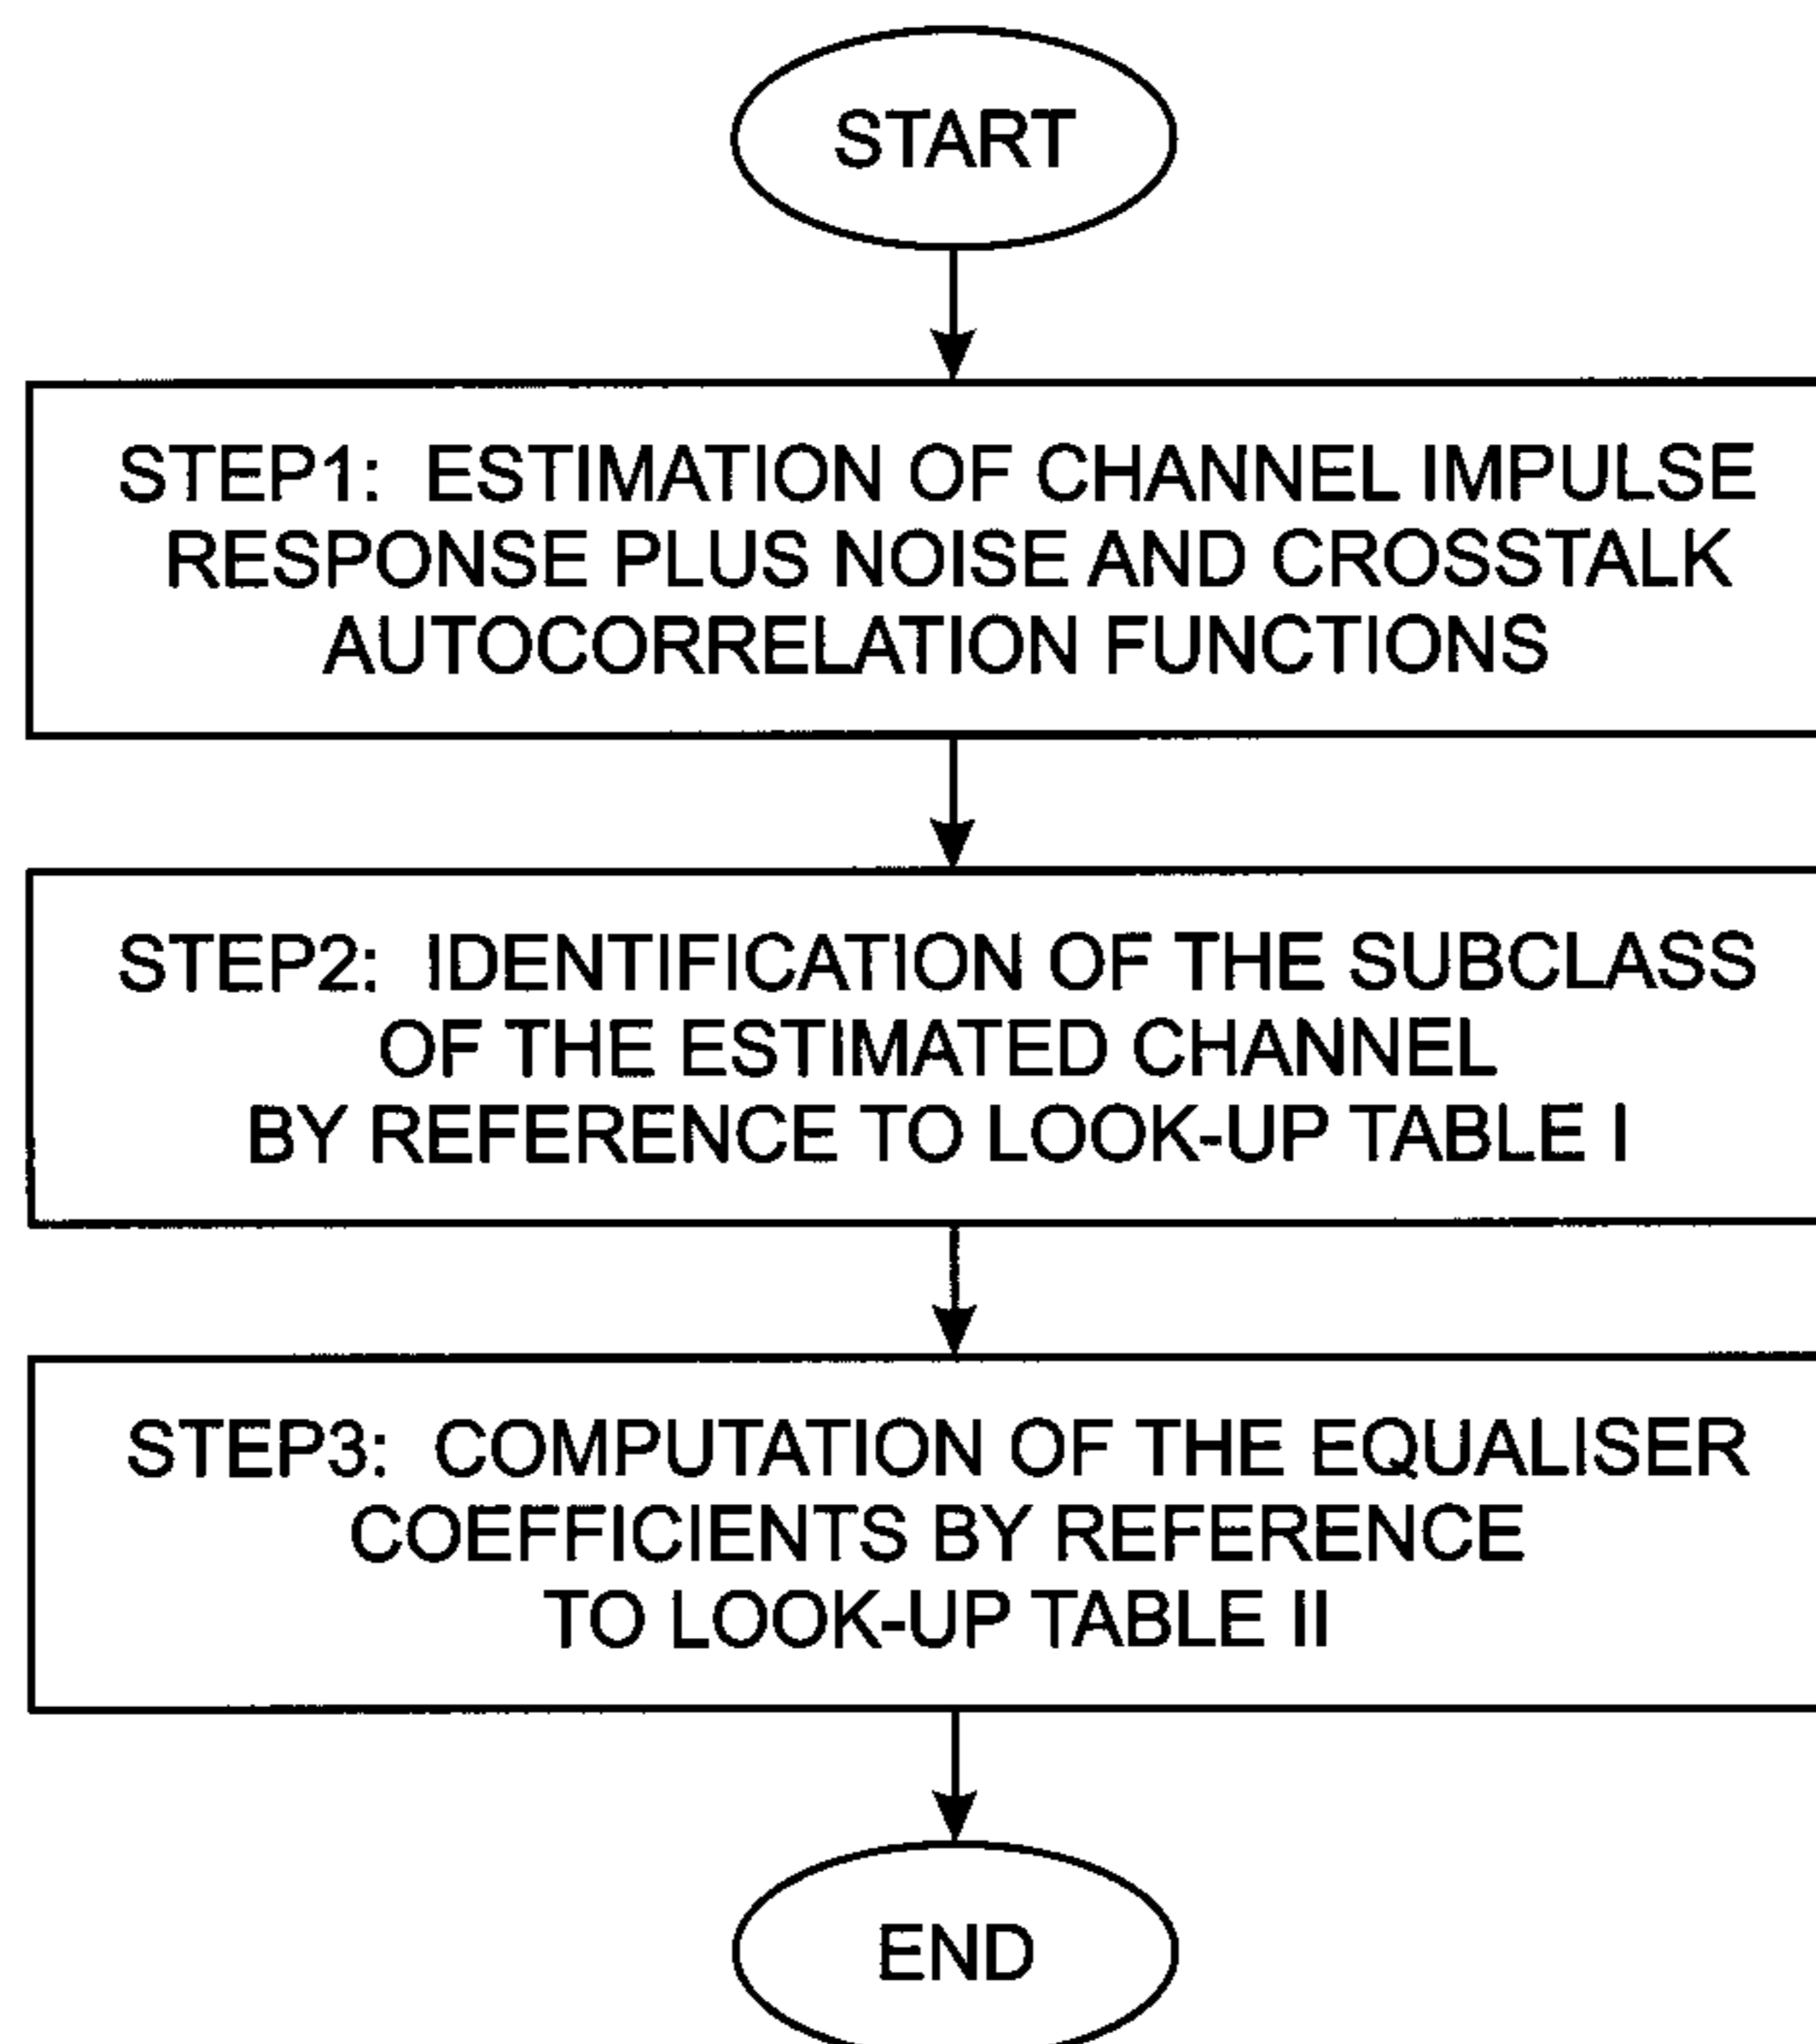 START
STEP1: ESTIMATION OF CHANNEL IMPULSE
RESPONSE PLUS NOISE AND CROSSTALK
AUTOCORRELATION FUNCTIONS
STEP2: IDENTIFICATION OF THE SUBCLASS
OF THE ESTIMATED CHANNEL
BY REFERENCE TO LOOK-UP TABLE I
STEP3: COMPUTATION OF THE EQUALISER
COEFFICIENTS BY REFERENCE
TO LOOK-UP TABLE II
END